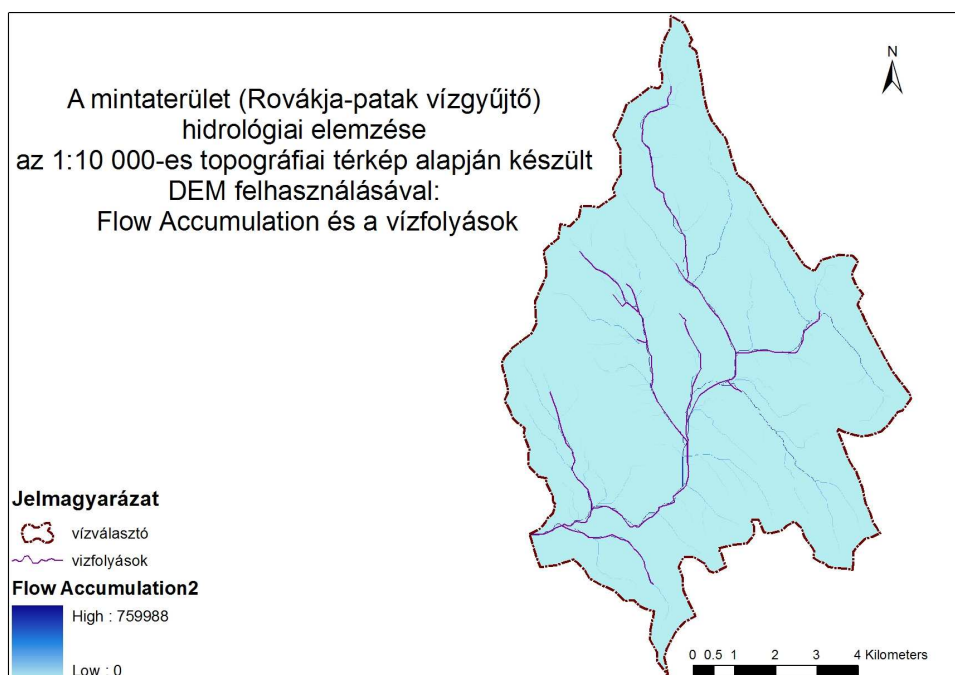 A mintaterület (Rovákja-patak vízgyűjtő)
hidrológiai elemzése
az 1:10 000-es topográfiai térkép alapján készült
DEM felhasználásával:
Flow Accumulation és a vízfolyások
N
Jelmagyarázat
vízválasztó
vizfolyások
Flow Accumulation2
High : 759988
Low : 0
0 0.5 1 2 3 4 Kilometers